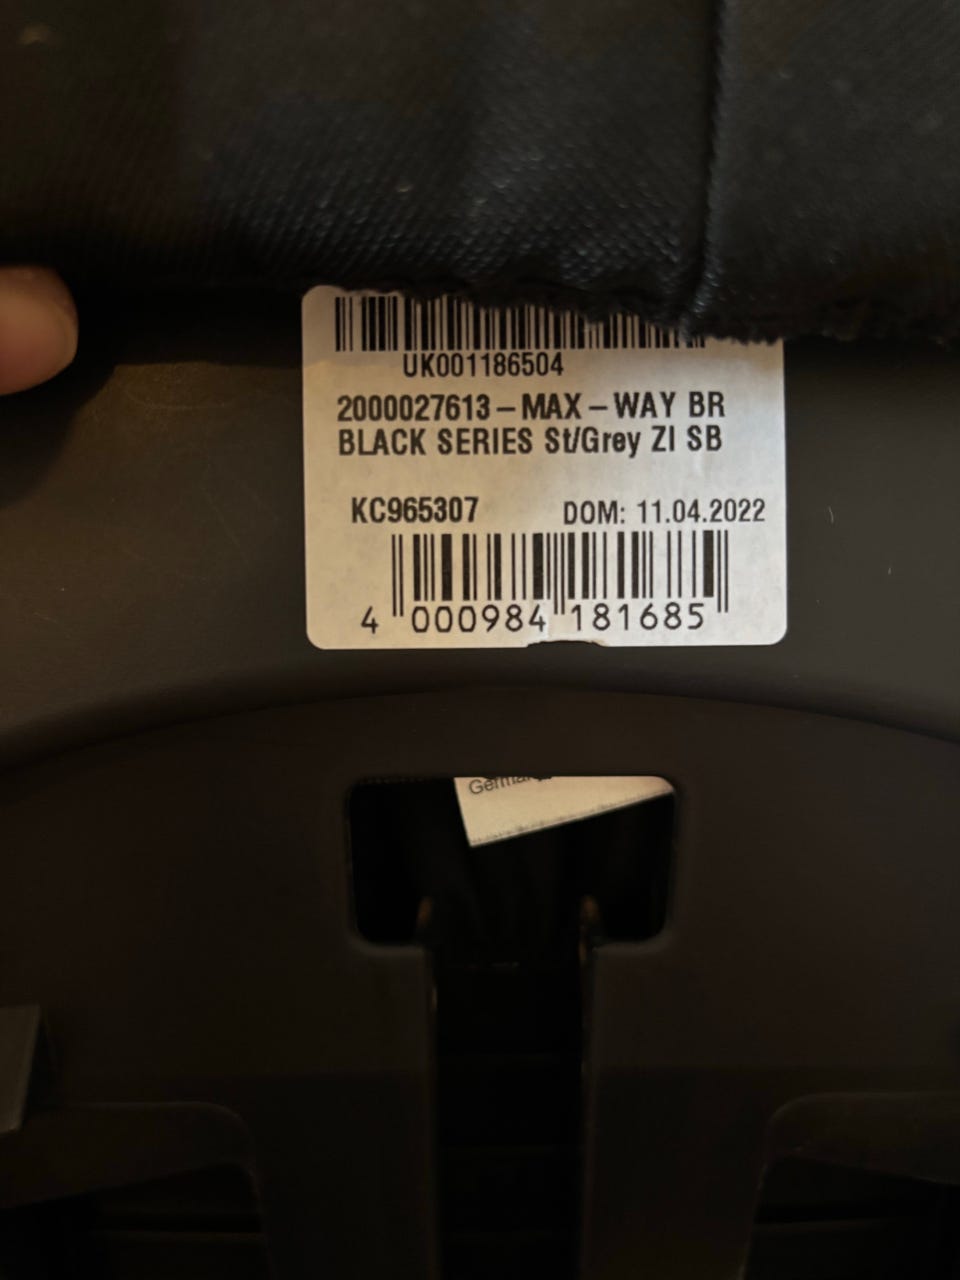 UK001186504
2000027613-MAX-WAY BR
BLACK SERIES St/Grey ZI SB
KC965307 DOM: 11.04.2022
4 000984 181685